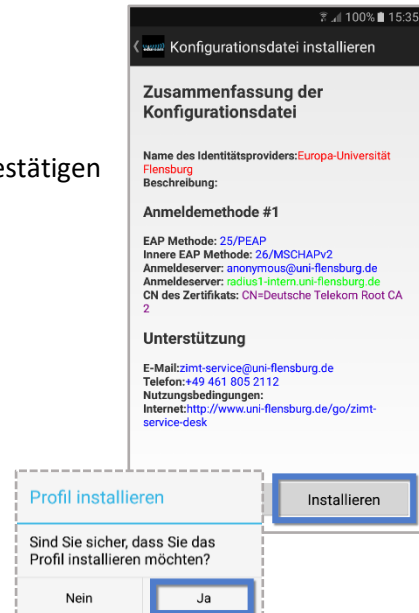 100% 15:35
Konfigurationsdatei installieren
Zusammenfassung der
Konfigurationsdatei
estätigen
Name des Identitätsproviders:Europa-Universität
Flensburg
Beschreibung:
Anmeldemethode #1
EAP Methode: 25/PEAP
Innere EAP Methode: 26/MSCHAPv2
Anmeldeserver: anonymous@uni-flensburg.de
Anmeldeserver: radius1-intern.uni-flensburg.de
CN des Zertifikats: CN=Deutsche Telekom Root CA
2
Unterstützung
E-Mail:zimt-service@uni-flensburg.de
Telefon:+49 461 805 2112
Nutzungsbedingungen:
Internet:http://www.uni-flensburg.de/go/zimt-
service-desk
Installieren
Profil installieren
Sind Sie sicher, dass Sie das
Profil installieren möchten?
Nein Ja